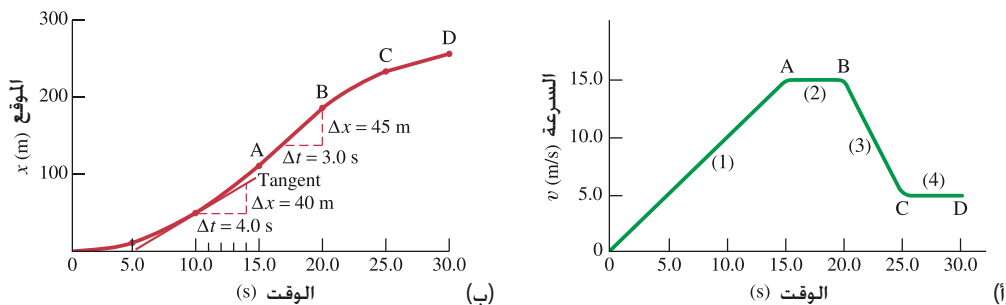 300
200
100
0
5.0
10.0
15.0
20.0
25.0
30.0
الموقع x (m)
الوقت (s)
A
B
C
D
Δx = 45 m
Δt = 3.0 s
Tangent
Δx = 40 m
Δt = 4.0 s
(ب)
15.0
10.0
5.0
0
0
5.0
10.0
15.0
20.0
25.0
30.0
السرعة v (m/s)
الوقت (s)
A
B
C
D
(1)
(2)
(3)
(4)
(أ